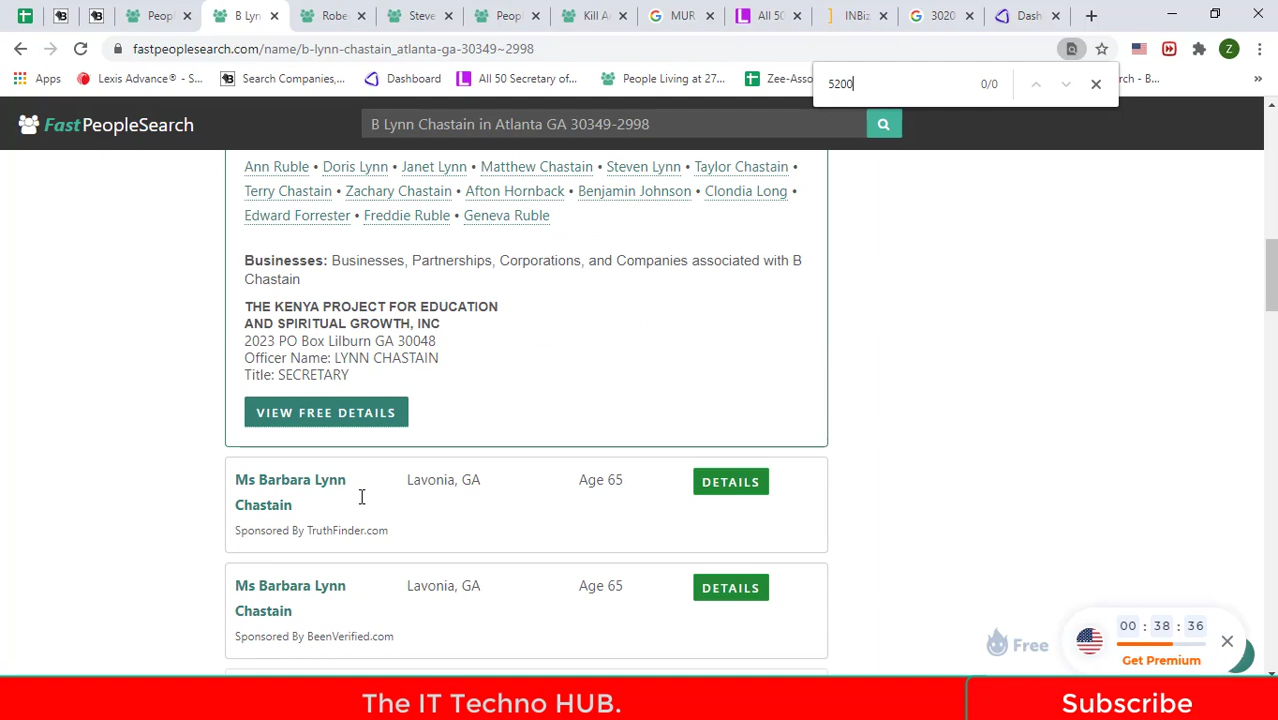 Peopl
B Lyn
Robe
Steve
Peopl
Kill A
MUR
All 50
INBiz
3020
Dash
fastpeoplesearch.com/name/b-lynn-chastain_atlanta-ga-30349~2998
Z
Apps
Lexis Advance® - S...
Search Companies,...
Dashboard
All 50 Secretary of...
People Living at 27...
Zee-Asso
rch - B...
5200
0/0
FastPeopleSearch
B Lynn Chastain in Atlanta GA 30349-2998
Ann Ruble • Doris Lynn • Janet Lynn • Matthew Chastain • Steven Lynn • Taylor Chastain •
Terry Chastain • Zachary Chastain • Afton Hornback • Benjamin Johnson • Clondia Long •
Edward Forrester • Freddie Ruble • Geneva Ruble
Businesses: Businesses, Partnerships, Corporations, and Companies associated with B
Chastain
THE KENYA PROJECT FOR EDUCATION
AND SPIRITUAL GROWTH, INC
2023 PO Box Lilburn GA 30048
Officer Name: LYNN CHASTAIN
Title: SECRETARY
VIEW FREE DETAILS
Ms Barbara Lynn
Chastain
Lavonia, GA
Age 65
DETAILS
Sponsored By TruthFinder.com
Ms Barbara Lynn
Chastain
Lavonia, GA
Age 65
DETAILS
Sponsored By BeenVerified.com
Free
00 : 38 : 36
Get Premium
The IT Techno HUB.
Subscribe